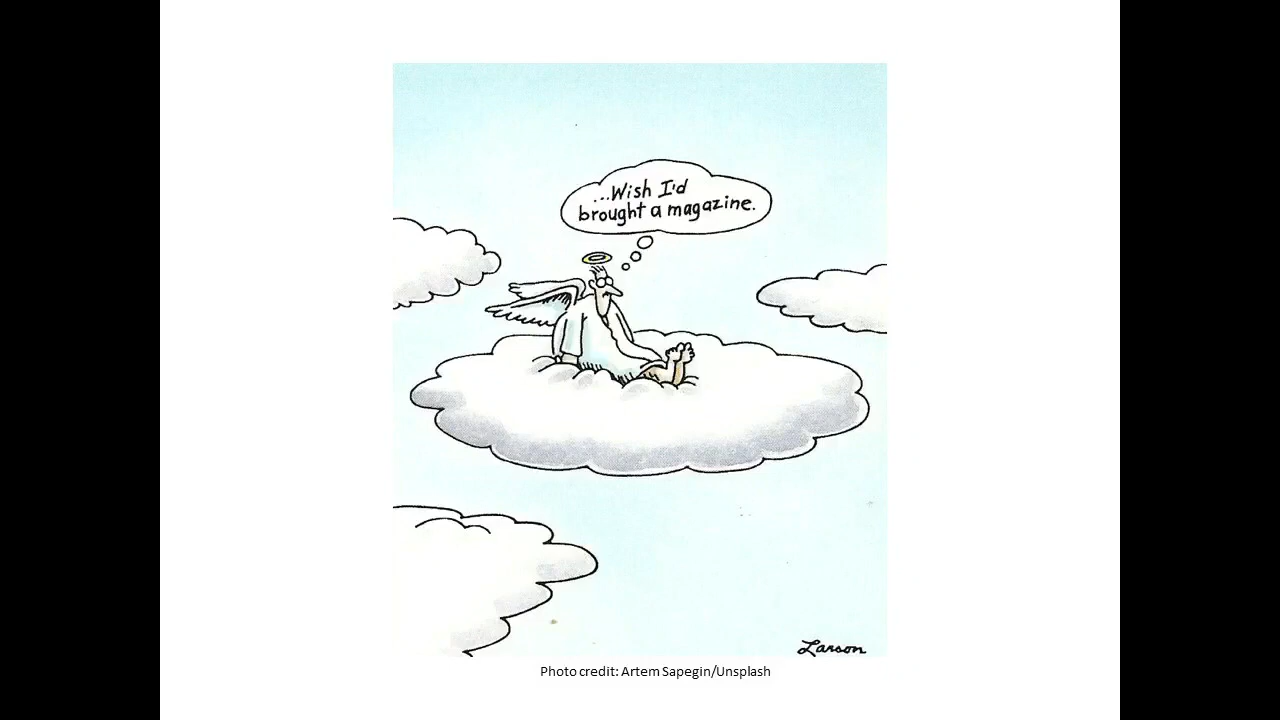 ...Wish I'd
brought a magazine.
Larson
Photo credit: Artem Sapegin/Unsplash